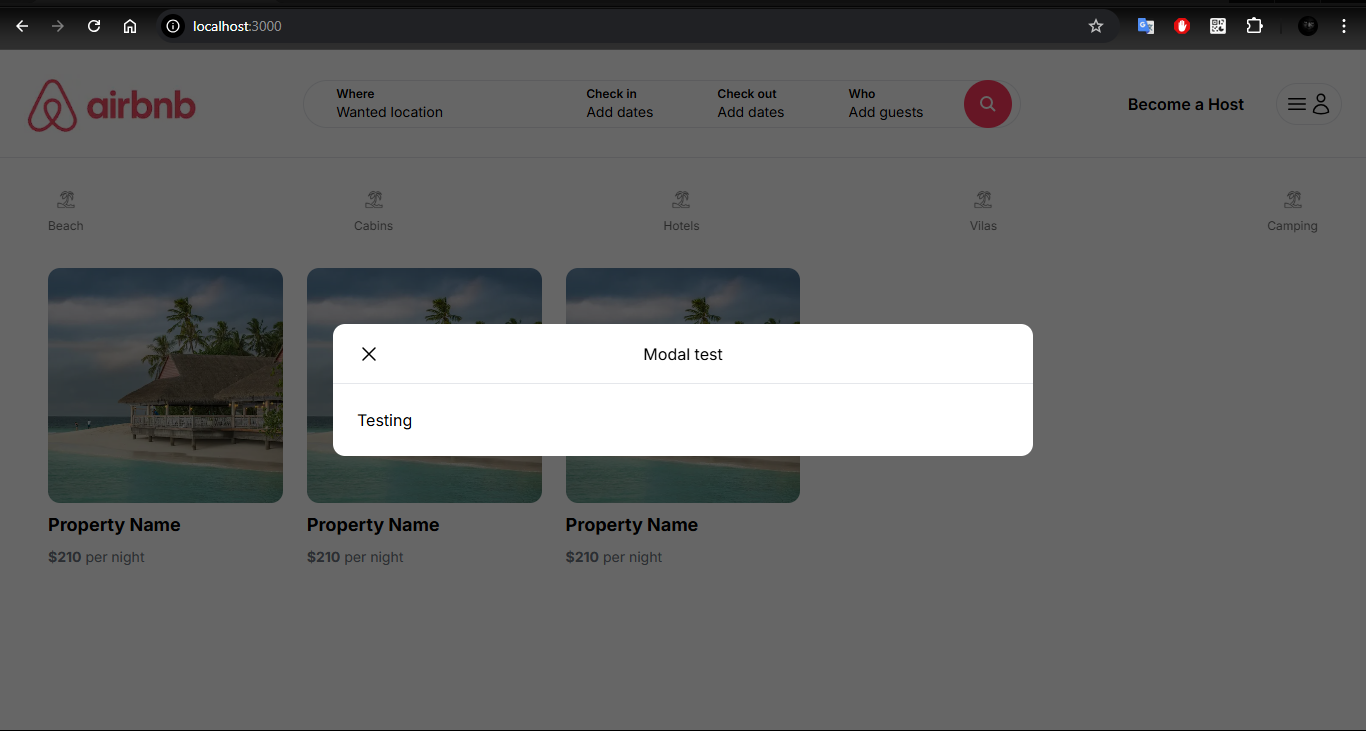 localhost:3000
airbnb
Where
Wanted location
Check in
Add dates
Check out
Add dates
Who
Add guests
Become a Host
Beach
Cabins
Hotels
Vilas
Camping
Modal test
Testing
Property Name
$210 per night
Property Name
$210 per night
Property Name
$210 per night